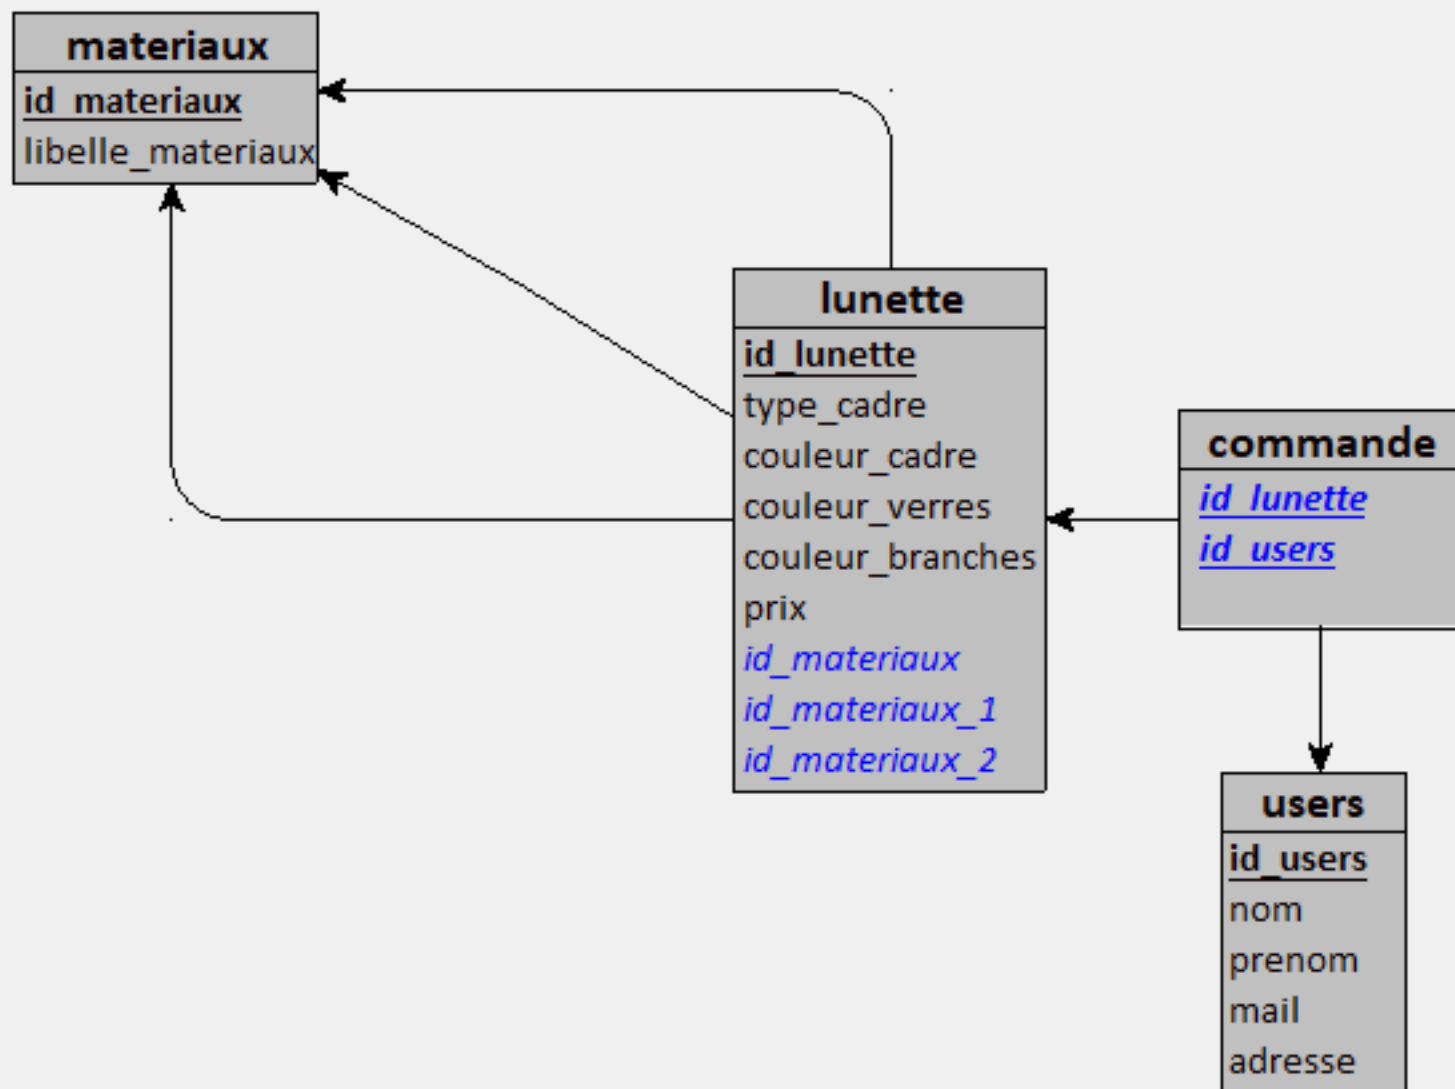 materiaux
id_materiaux
libelle_materiaux
lunette
id_lunette
type_cadre
couleur_cadre
couleur_verres
couleur_branches
prix
id_materiaux
id_materiaux_1
id_materiaux_2
commande
id_lunette
id_users
users
id_users
nom
prenom
mail
adresse